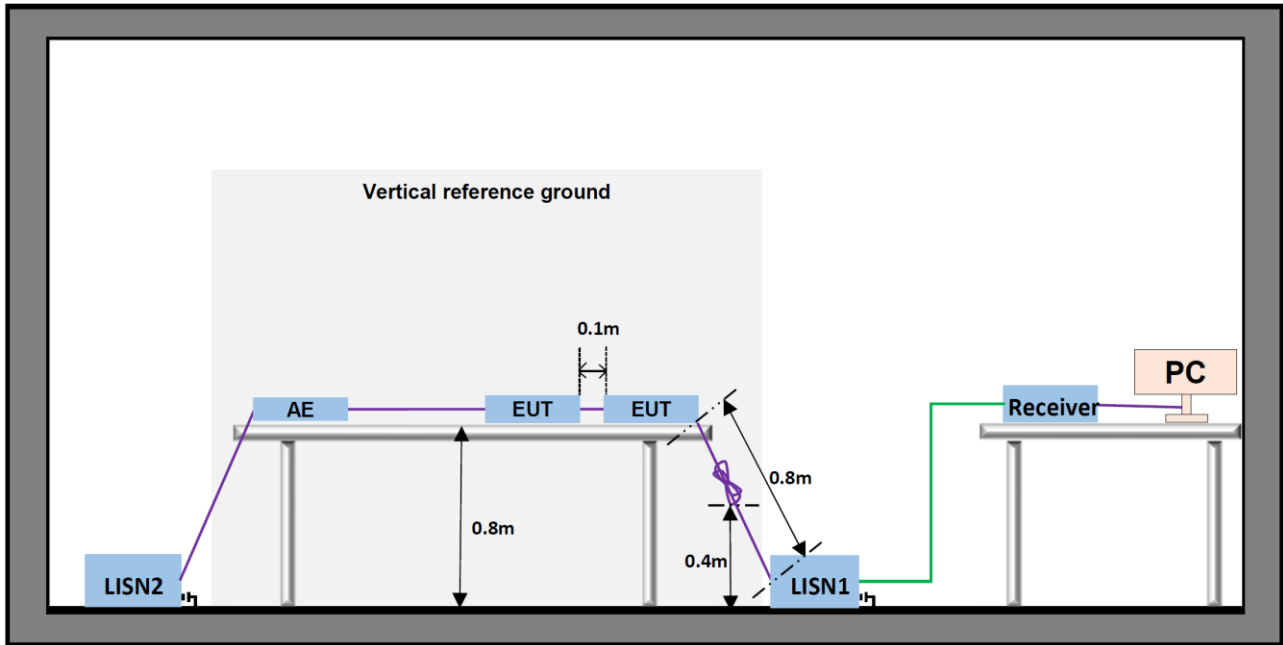 Vertical reference ground
0.1m
PC
AE
EUT
EUT
Receiver
0.8m
0.8m
0.4m
LISN2
LISN1